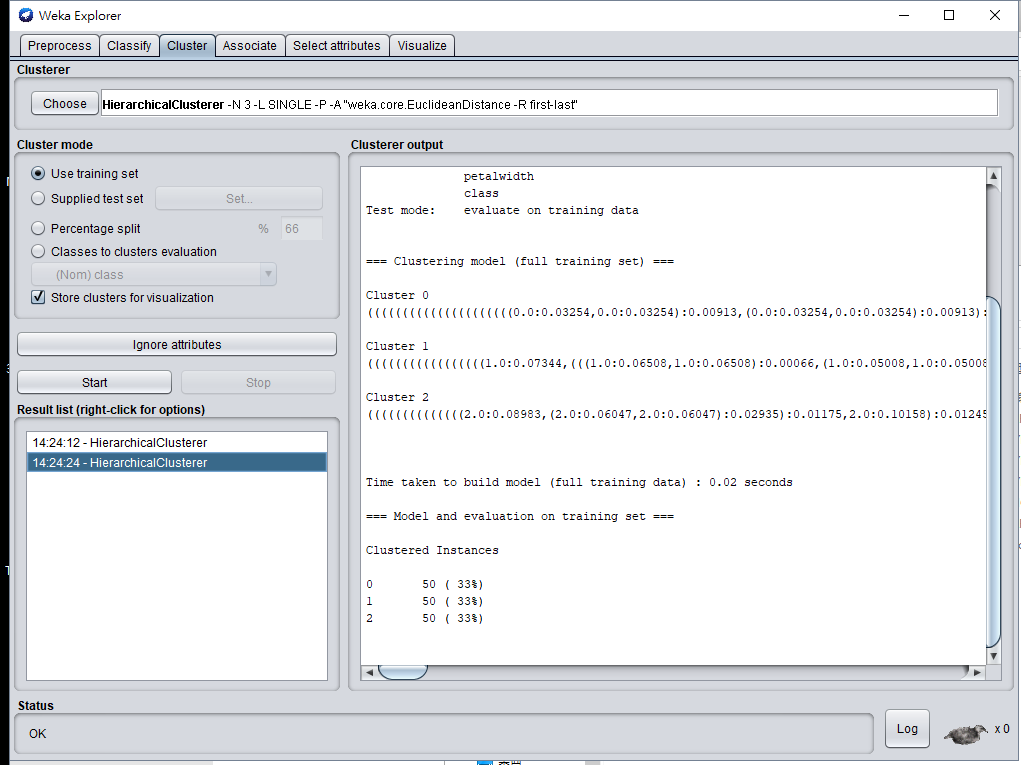 Weka Explorer
Preprocess Classify Cluster Associate Select attributes Visualize
Clusterer
Choose HierarchicalClusterer -N 3 -L SINGLE -P -A "weka.core.EuclideanDistance -R first-last"
Cluster mode
Use training set
Supplied test set Set...
Percentage split % 66
Classes to clusters evaluation
(Nom) class
Store clusters for visualization
Ignore attributes
Start Stop
Result list (right-click for options)
14:24:12 - HierarchicalClusterer
14:24:24 - HierarchicalClusterer
Clusterer output
petalwidth
class
Test mode: evaluate on training data
=== Clustering model (full training set) ===
Cluster 0
(((((((((((((((((((((0.0:0.03254,0.0:0.03254):0.00913,(0.0:0.03254,0.0:0.03254):0.00913):
Cluster 1
(((((((((((((((((1.0:0.07344,(((1.0:0.06508,1.0:0.06508):0.00066,(1.0:0.05008,1.0:0.05008
Cluster 2
((((((((((((((2.0:0.08983,(2.0:0.06047,2.0:0.06047):0.02935):0.01175,2.0:0.10158):0.01245
Time taken to build model (full training data) : 0.02 seconds
=== Model and evaluation on training set ===
Clustered Instances
0 50 ( 33%)
1 50 ( 33%)
2 50 ( 33%)
Status
OK
Log
x 0